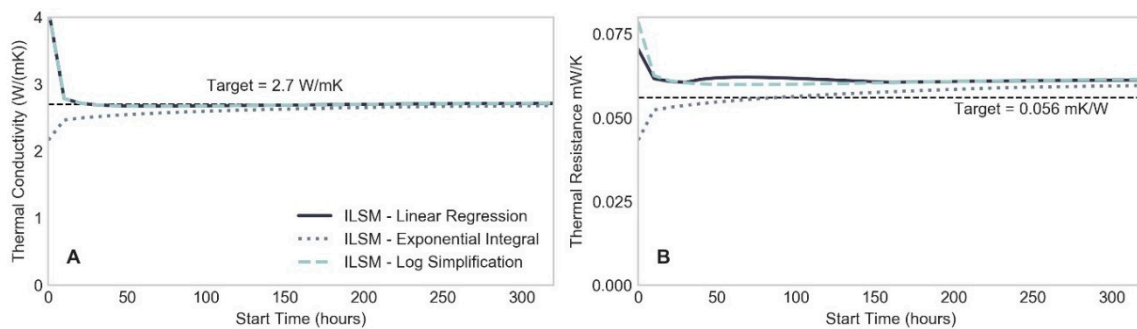 4
3
2
1
0
Thermal Conductivity (W/(mK))
Target = 2.7 W/mK
ILSM - Linear Regression
ILSM - Exponential Integral
ILSM - Log Simplification
A
0 50 100 150 200 250 300
Start Time (hours)
0.075
0.050
0.025
0.000
Thermal Resistance mW/K
Target = 0.056 mK/W
B
0 50 100 150 200 250 300
Start Time (hours)